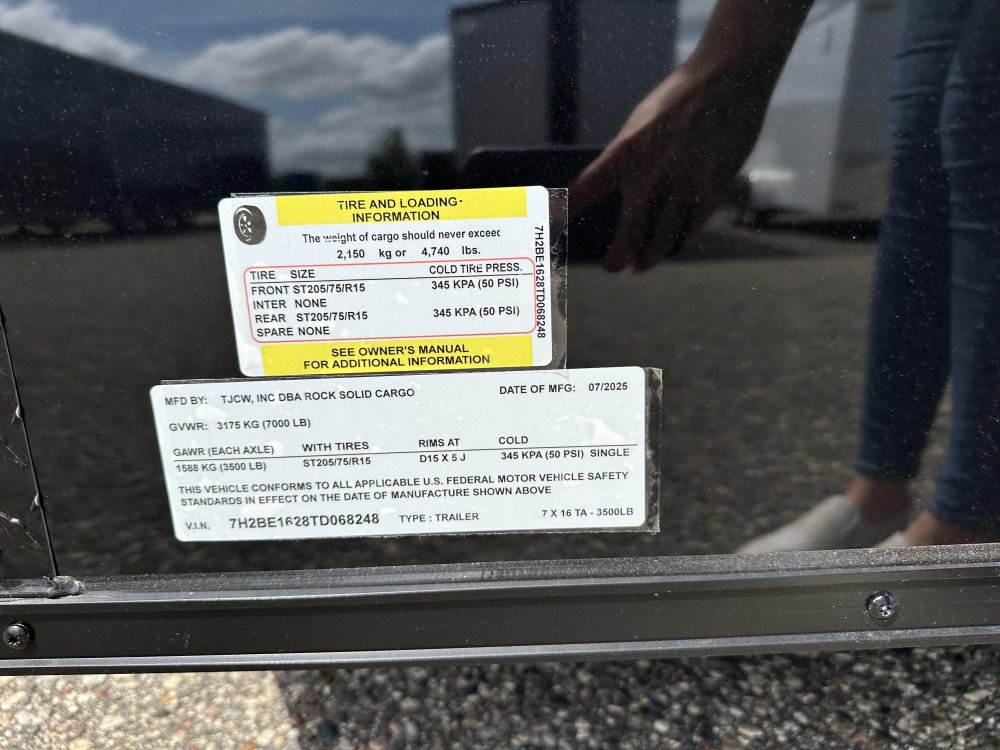 TIRE AND LOADING
INFORMATION
The weight of cargo should never exceed
2,150 kg or 4,740 lbs.
TIRE SIZE COLD TIRE PRESS.
FRONT ST205/75/R15 345 KPA (50 PSI)
INTER NONE
REAR ST205/75/R15 345 KPA (50 PSI)
SPARE NONE
SEE OWNER'S MANUAL
FOR ADDITIONAL INFORMATION
7H2BE1628TD068248
MFD BY: TJCW, INC DBA ROCK SOLID CARGO DATE OF MFG: 07/2025
GVWR: 3175 KG (7000 LB)
GAWR (EACH AXLE) WITH TIRES RIMS AT COLD
1588 KG (3500 LB) ST205/75/R15 D15 X 5 J 345 KPA (50 PSI) SINGLE
THIS VEHICLE CONFORMS TO ALL APPLICABLE U.S. FEDERAL MOTOR VEHICLE SAFETY
STANDARDS IN EFFECT ON THE DATE OF MANUFACTURE SHOWN ABOVE
V.I.N. 7H2BE1628TD068248 TYPE : TRAILER 7 X 16 TA - 3500LB